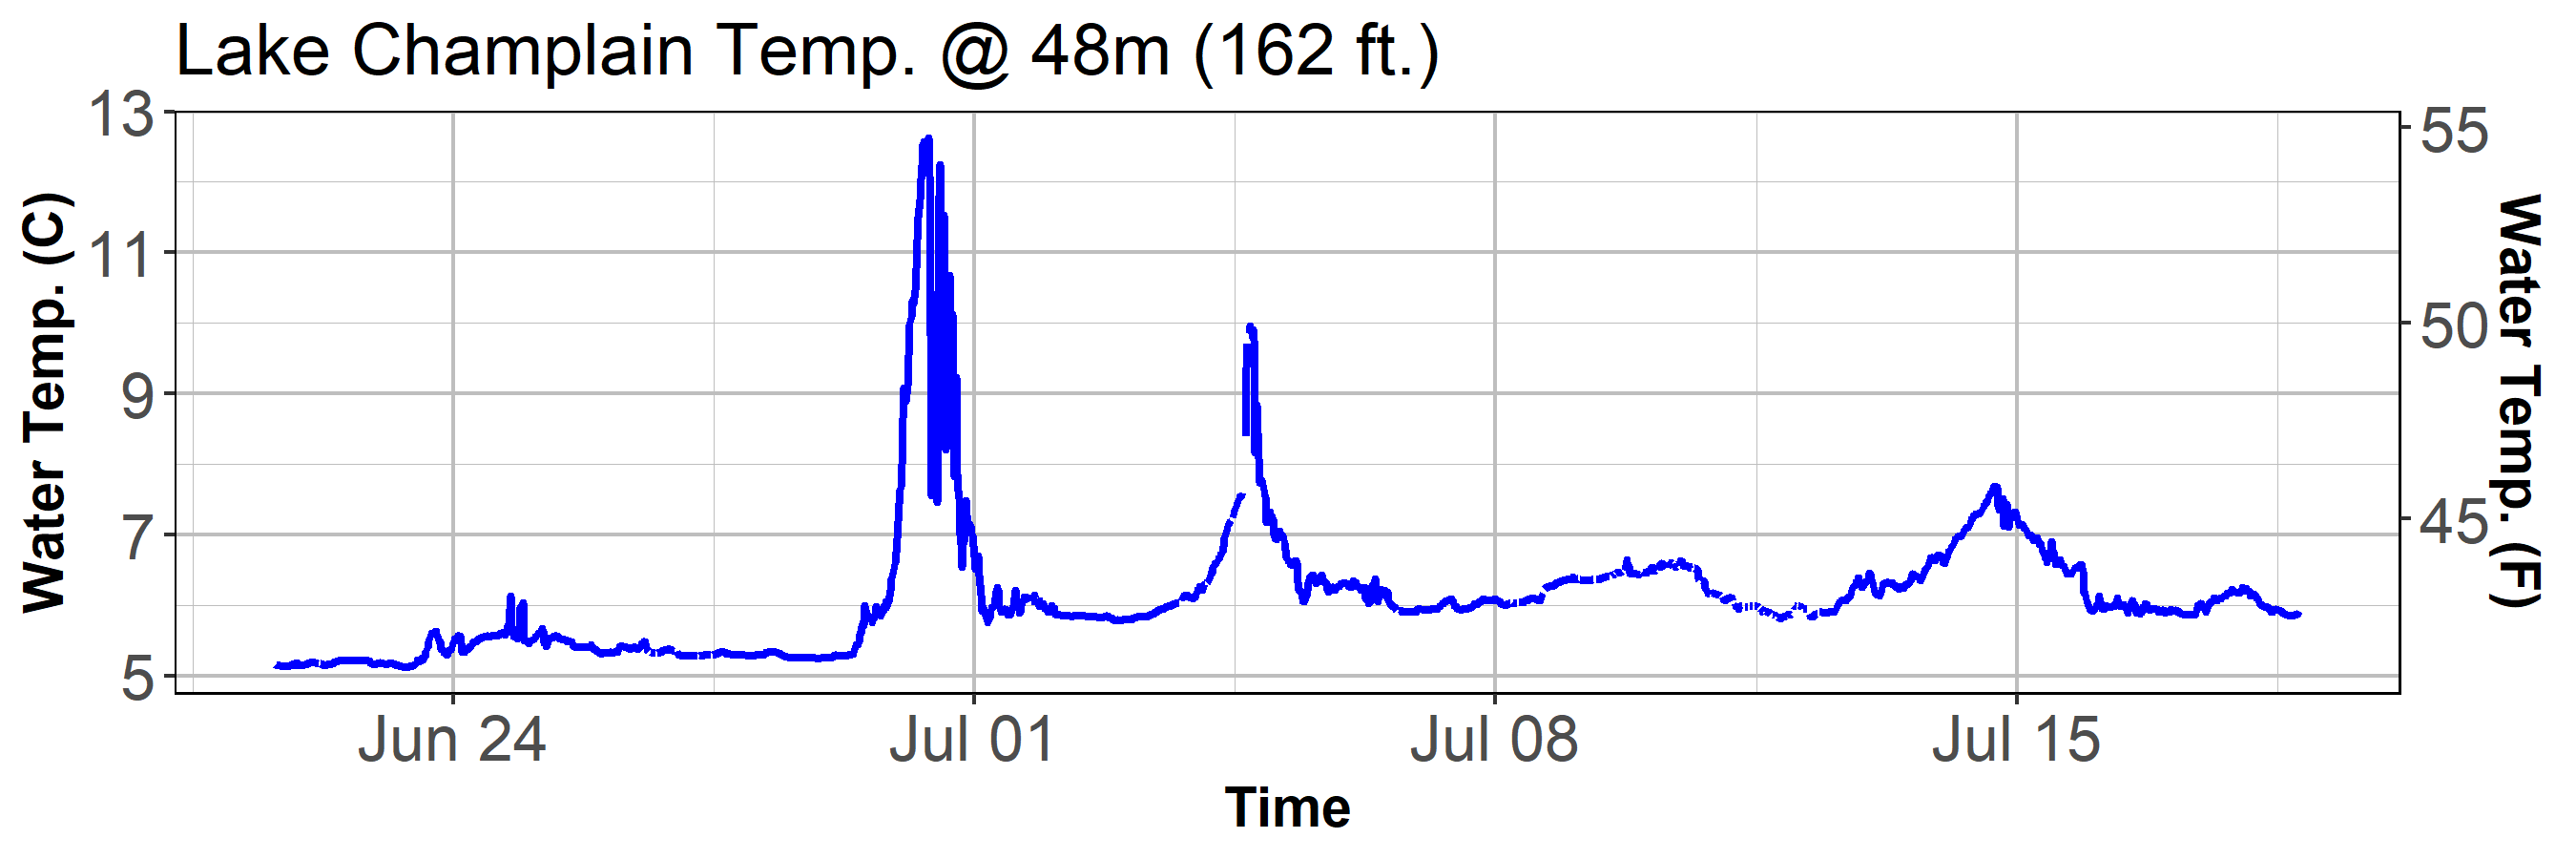 Lake Champlain Temp. @ 48m (162 ft.)
Water Temp. (C)
13
11
9
7
5
55
50
45
Water Temp. (F)
Jun 24
Jul 01
Jul 08
Jul 15
Time